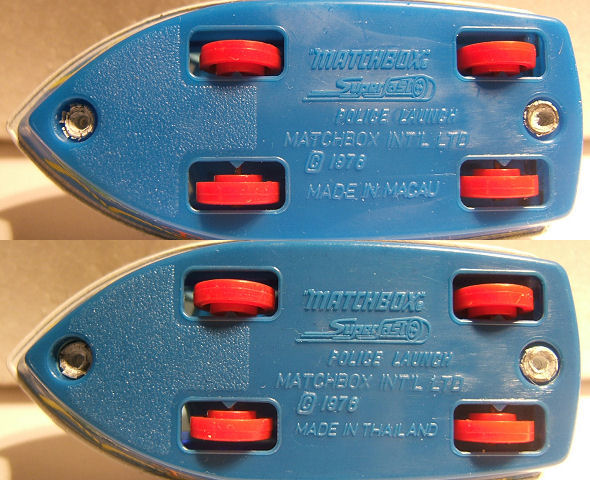 "MATCHBOX"
Superfast
POLICE LAUNCH
MATCHBOX INT'L LTD
© 1976
MADE IN MACAU
"MATCHBOX"
Superfast
POLICE LAUNCH
MATCHBOX INT'L LTD
© 1976
MADE IN THAILAND